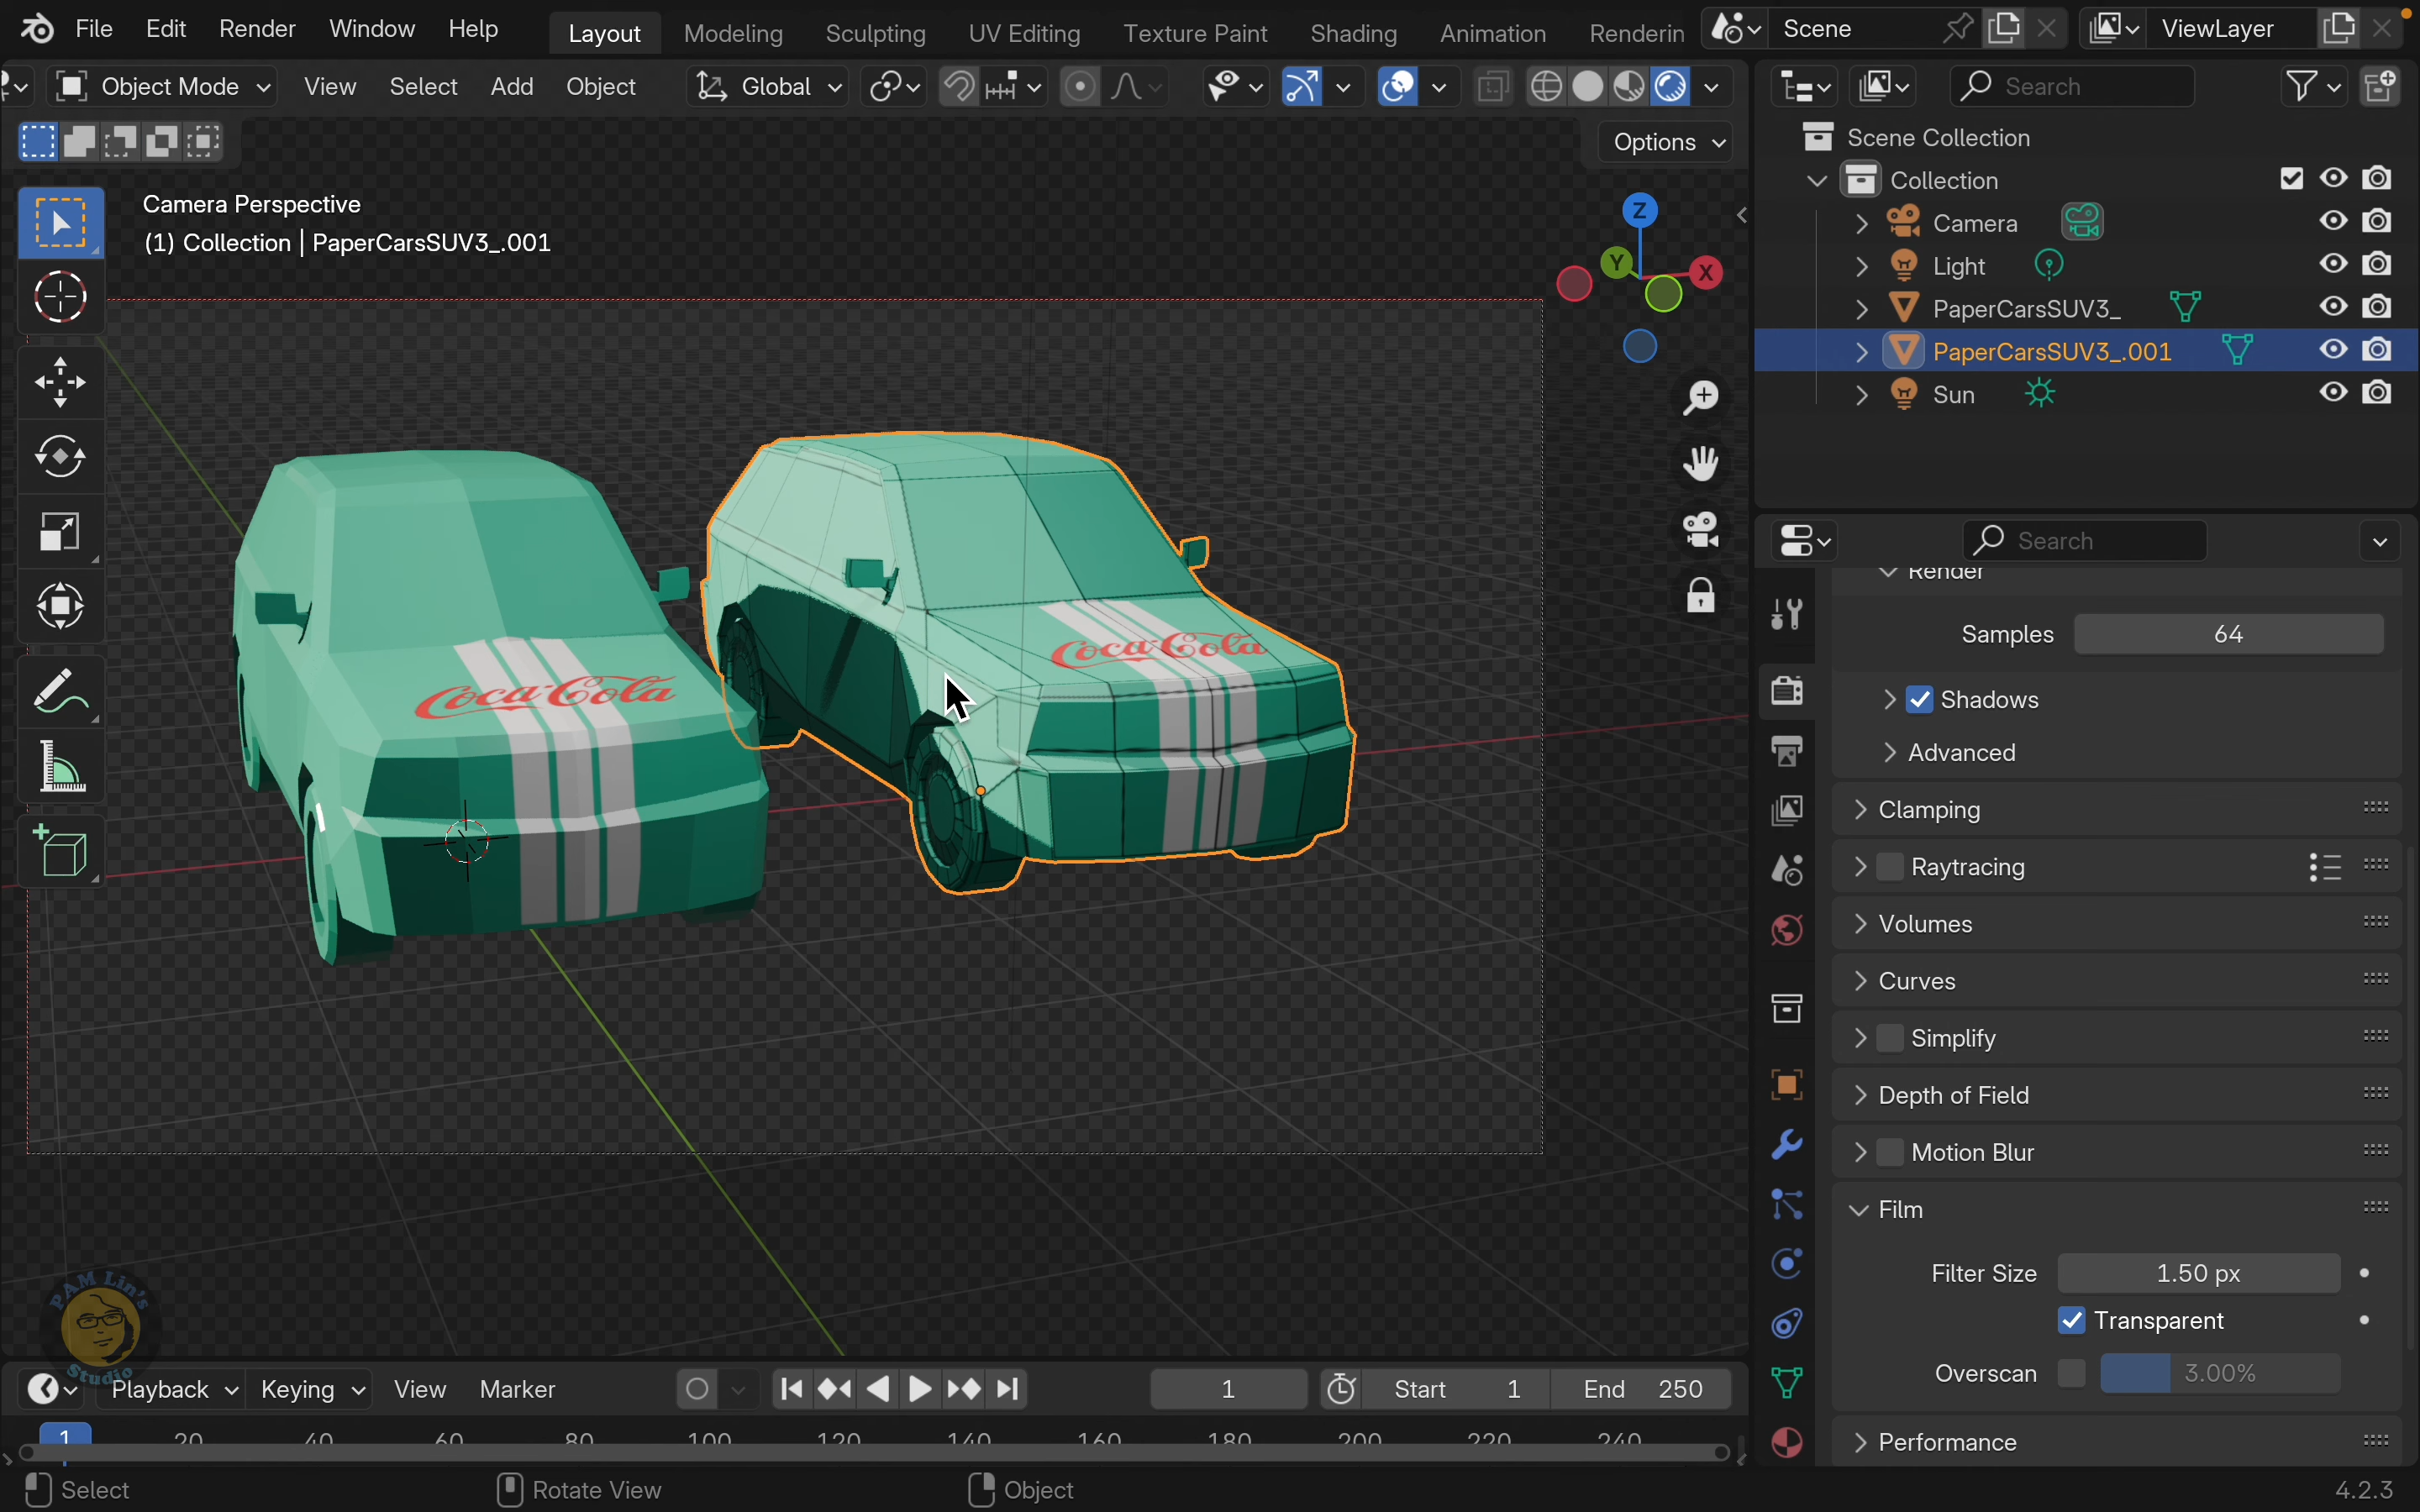 File Edit Render Window Help Layout Modeling Sculpting UV Editing Texture Paint Shading Animation Renderin Scene ViewLayer
Object Mode View Select Add Object Global Search
Options
Camera Perspective
(1) Collection | PaperCarsSUV3_.001
Z
Y
X
Coca-Cola
Coca-Cola
Scene Collection
Collection
Camera
Light
PaperCarsSUV3_
PaperCarsSUV3_.001
Sun
Search
Render
Samples 64
Shadows
Advanced
Clamping
Raytracing
Volumes
Curves
Simplify
Depth of Field
Motion Blur
Film
Filter Size 1.50 px
Transparent
Overscan 3.00%
Performance
PAM Lin's
Studio
Playback Keying View Marker 1 Start 1 End 250
1 20 40 60 80 100 120 140 160 180 200 220 240
Select Rotate View Object 4.2.3